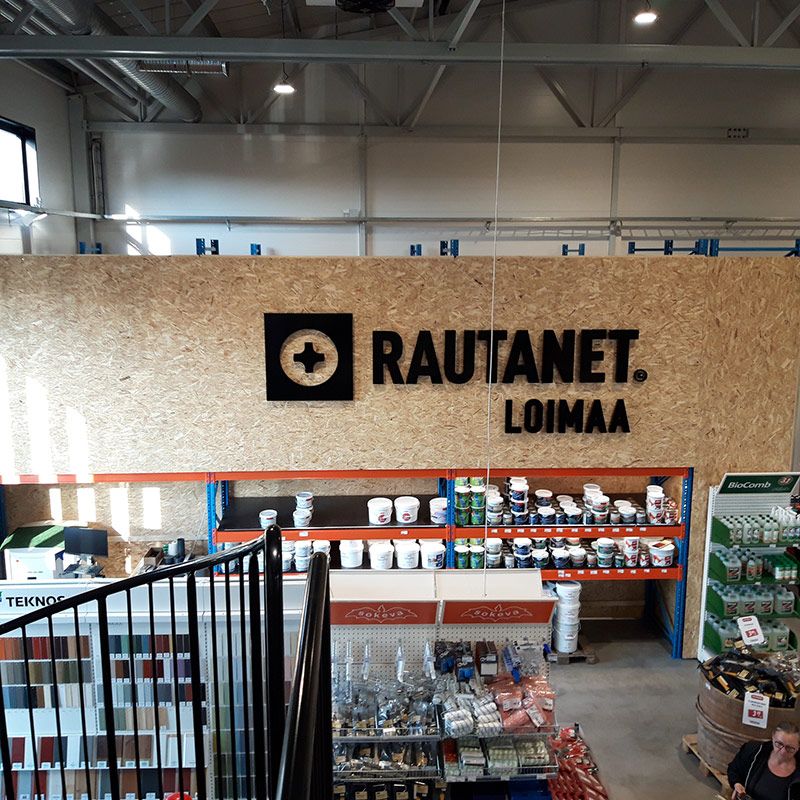 RAUTANET.
LOIMAA
BioComb
TEKNOS
sokeva
sokeva